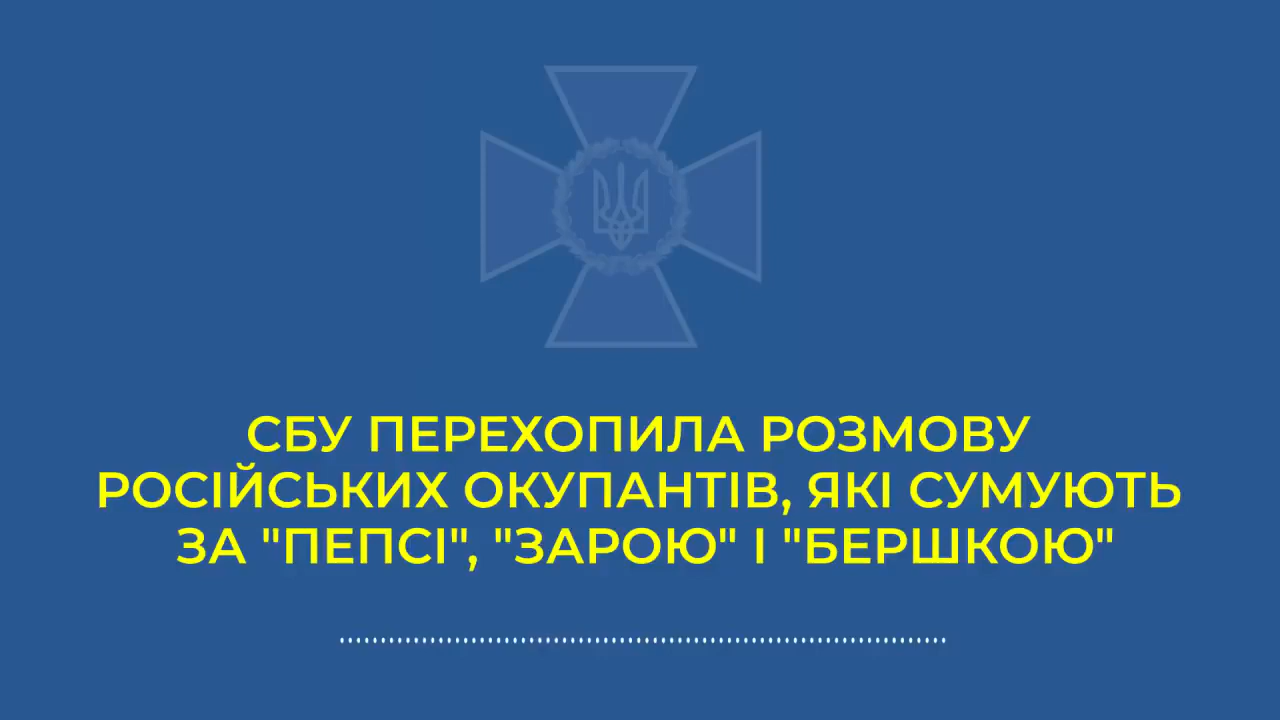 СБУ ПЕРЕХОПИЛА РОЗМОВУ
РОСІЙСЬКИХ ОКУПАНТІВ, ЯКІ СУМУЮТЬ
ЗА "ПЕПСІ", "ЗАРОЮ" І "БЕРШКОЮ"